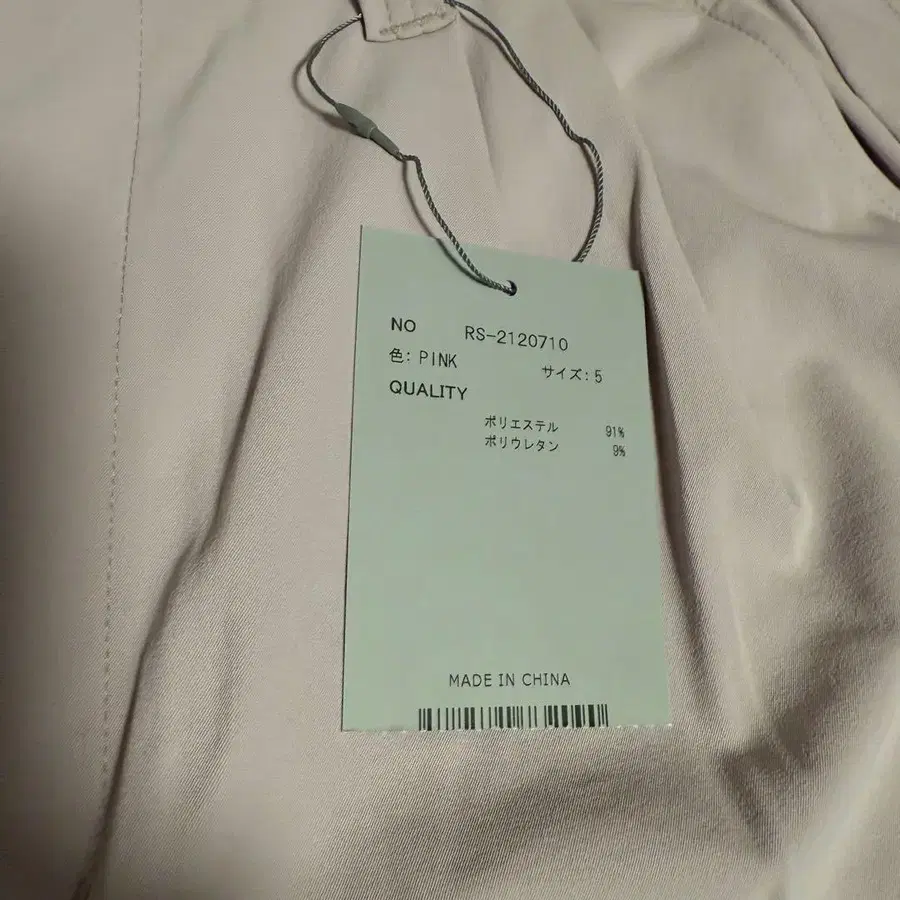 NO RS-2120710
色: PINK サイズ: 5
QUALITY
ポリエステル 91%
ポリウレタン 9%
MADE IN CHINA